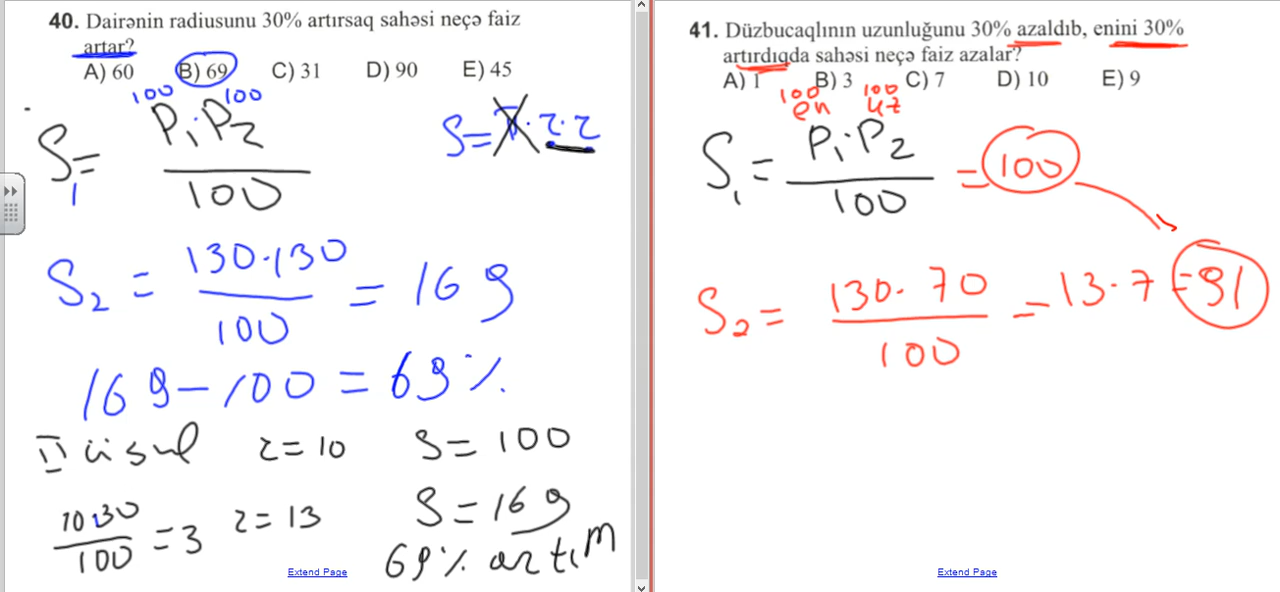 40. Dairənin radiusunu 30% artırsaq sahəsi neçə faiz
artar?
A) 60 B) 69 C) 31 D) 90 E) 45
100 100
S₁ = P₁·P₂ / 100
S = π·r·r
S₂ = 130·130 / 100 = 169
169 - 100 = 69%
II üsul r = 10 S = 100
10·30 / 100 = 3 r = 13 S = 169
69% artım
Extend Page
41. Düzbucaqlının uzunluğunu 30% azaldıb, enini 30%
artırdıqda sahəsi neçə faiz azalar?
A) 1 B) 3 C) 7 D) 10 E) 9
100 100
en uz
S₁ = P₁·P₂ / 100 = 100
S₂ = 130·70 / 100 = 13·7 = 91
Extend Page